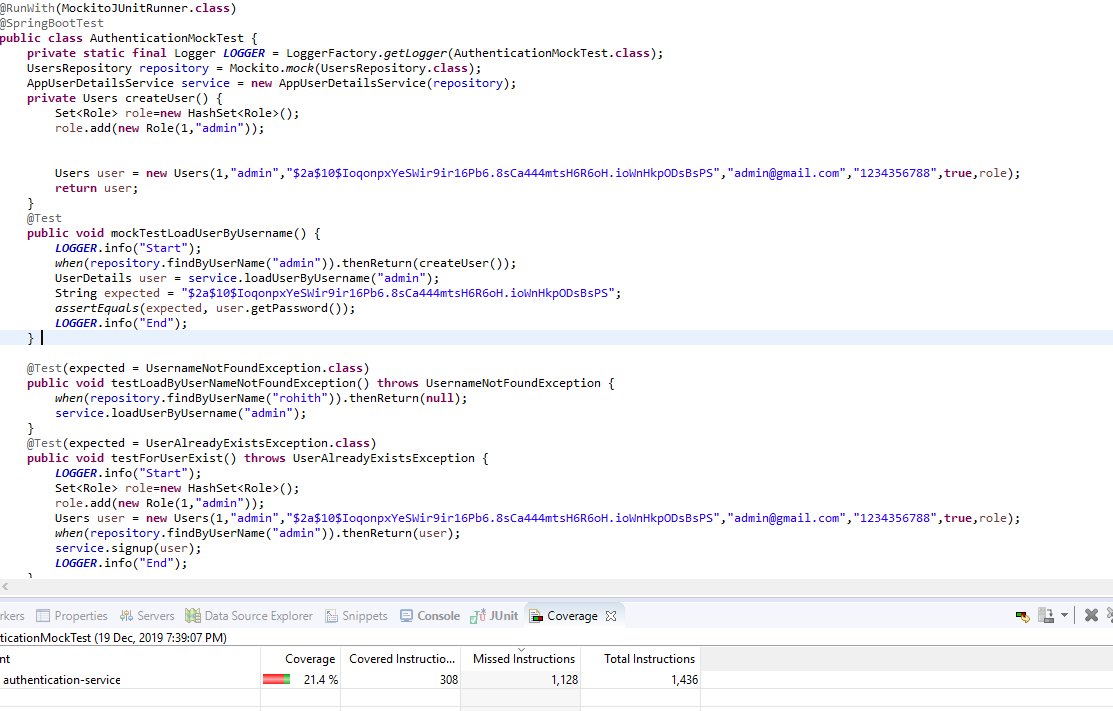 @RunWith(MockitoJUnitRunner.class)
@SpringBootTest
public class AuthenticationMockTest {
private static final Logger LOGGER = LoggerFactory.getLogger(AuthenticationMockTest.class);
UsersRepository repository = Mockito.mock(UsersRepository.class);
AppUserDetailsService service = new AppUserDetailsService(repository);
private Users createUser() {
Set<Role> role=new HashSet<Role>();
role.add(new Role(1,"admin"));
Users user = new Users(1,"admin","$2a$10$IoqonpxYeSWir9ir16Pb6.8sCa444mtsH6R6oH.ioWnHkpODsBsPS","admin@gmail.com","1234356788",true,role);
return user;
}
@Test
public void mockTestLoadUserByUsername() {
LOGGER.info("Start");
when(repository.findByUserName("admin")).thenReturn(createUser());
UserDetails user = service.loadUserByUsername("admin");
String expected = "$2a$10$IoqonpxYeSWir9ir16Pb6.8sCa444mtsH6R6oH.ioWnHkpODsBsPS";
assertEquals(expected, user.getPassword());
LOGGER.info("End");
}
@Test(expected = UsernameNotFoundException.class)
public void testLoadByUserNameNotFoundException() throws UsernameNotFoundException {
when(repository.findByUserName("rohith")).thenReturn(null);
service.loadUserByUsername("admin");
}
@Test(expected = UserAlreadyExistsException.class)
public void testForUserExist() throws UserAlreadyExistsException {
LOGGER.info("Start");
Set<Role> role=new HashSet<Role>();
role.add(new Role(1,"admin"));
Users user = new Users(1,"admin","$2a$10$IoqonpxYeSWir9ir16Pb6.8sCa444mtsH6R6oH.ioWnHkpODsBsPS","admin@gmail.com","1234356788",true,role);
when(repository.findByUserName("admin")).thenReturn(user);
service.signup(user);
LOGGER.info("End");
}
rkers Properties Servers Data Source Explorer Snippets Console JUnit Coverage
ticationMockTest (19 Dec, 2019 7:39:07 PM)
nt Coverage Covered Instructio... Missed Instructions Total Instructions
authentication-service 21.4 % 308 1,128 1,436